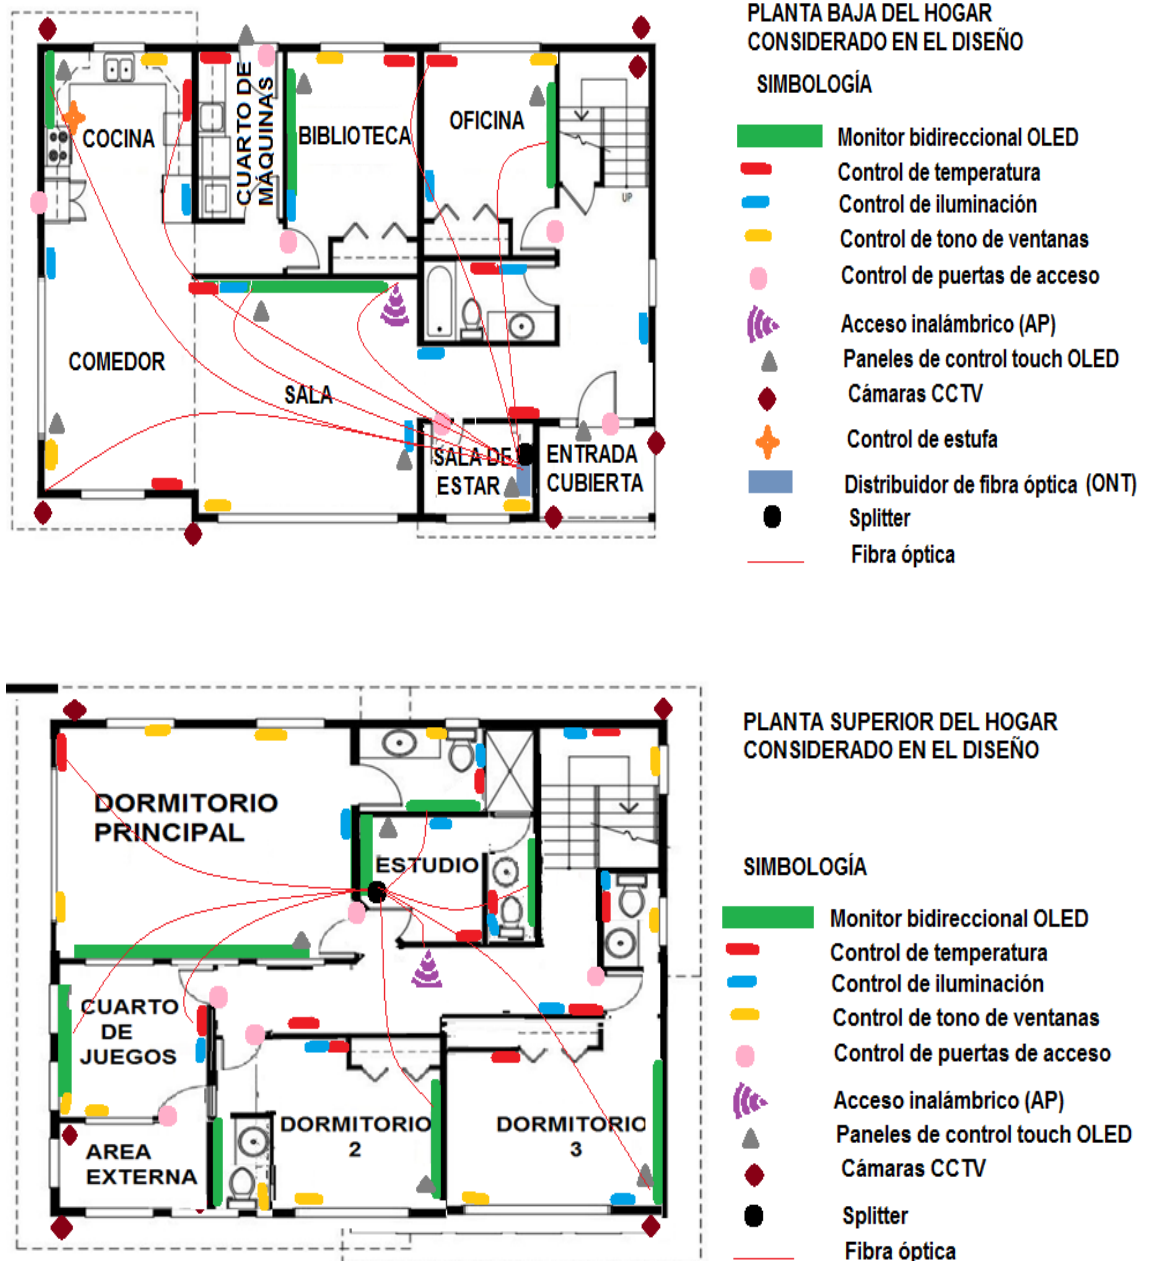 PLANTA BAJA DEL HOGAR
CONSIDERADO EN EL DISEÑO
SIMBOLOGÍA
Monitor bidireccional OLED
Control de temperatura
Control de iluminación
Control de tono de ventanas
Control de puertas de acceso
Acceso inalámbrico (AP)
Paneles de control touch OLED
Cámaras CCTV
Control de estufa
Distribuidor de fibra óptica (ONT)
Splitter
Fibra óptica
COCINA
CUARTO DE
MÁQUINAS
BIBLIOTECA
OFICINA
UP
COMEDOR
SALA
SALA DE
ESTAR
ENTRADA
CUBIERTA
PLANTA SUPERIOR DEL HOGAR
CONSIDERADO EN EL DISEÑO
SIMBOLOGÍA
Monitor bidireccional OLED
Control de temperatura
Control de iluminación
Control de tono de ventanas
Control de puertas de acceso
Acceso inalámbrico (AP)
Paneles de control touch OLED
Cámaras CCTV
Splitter
Fibra óptica
DORMITORIO
PRINCIPAL
ESTUDIO
CUARTO
DE
JUEGOS
AREA
EXTERNA
DORMITORIO
2
DORMITORIO
3